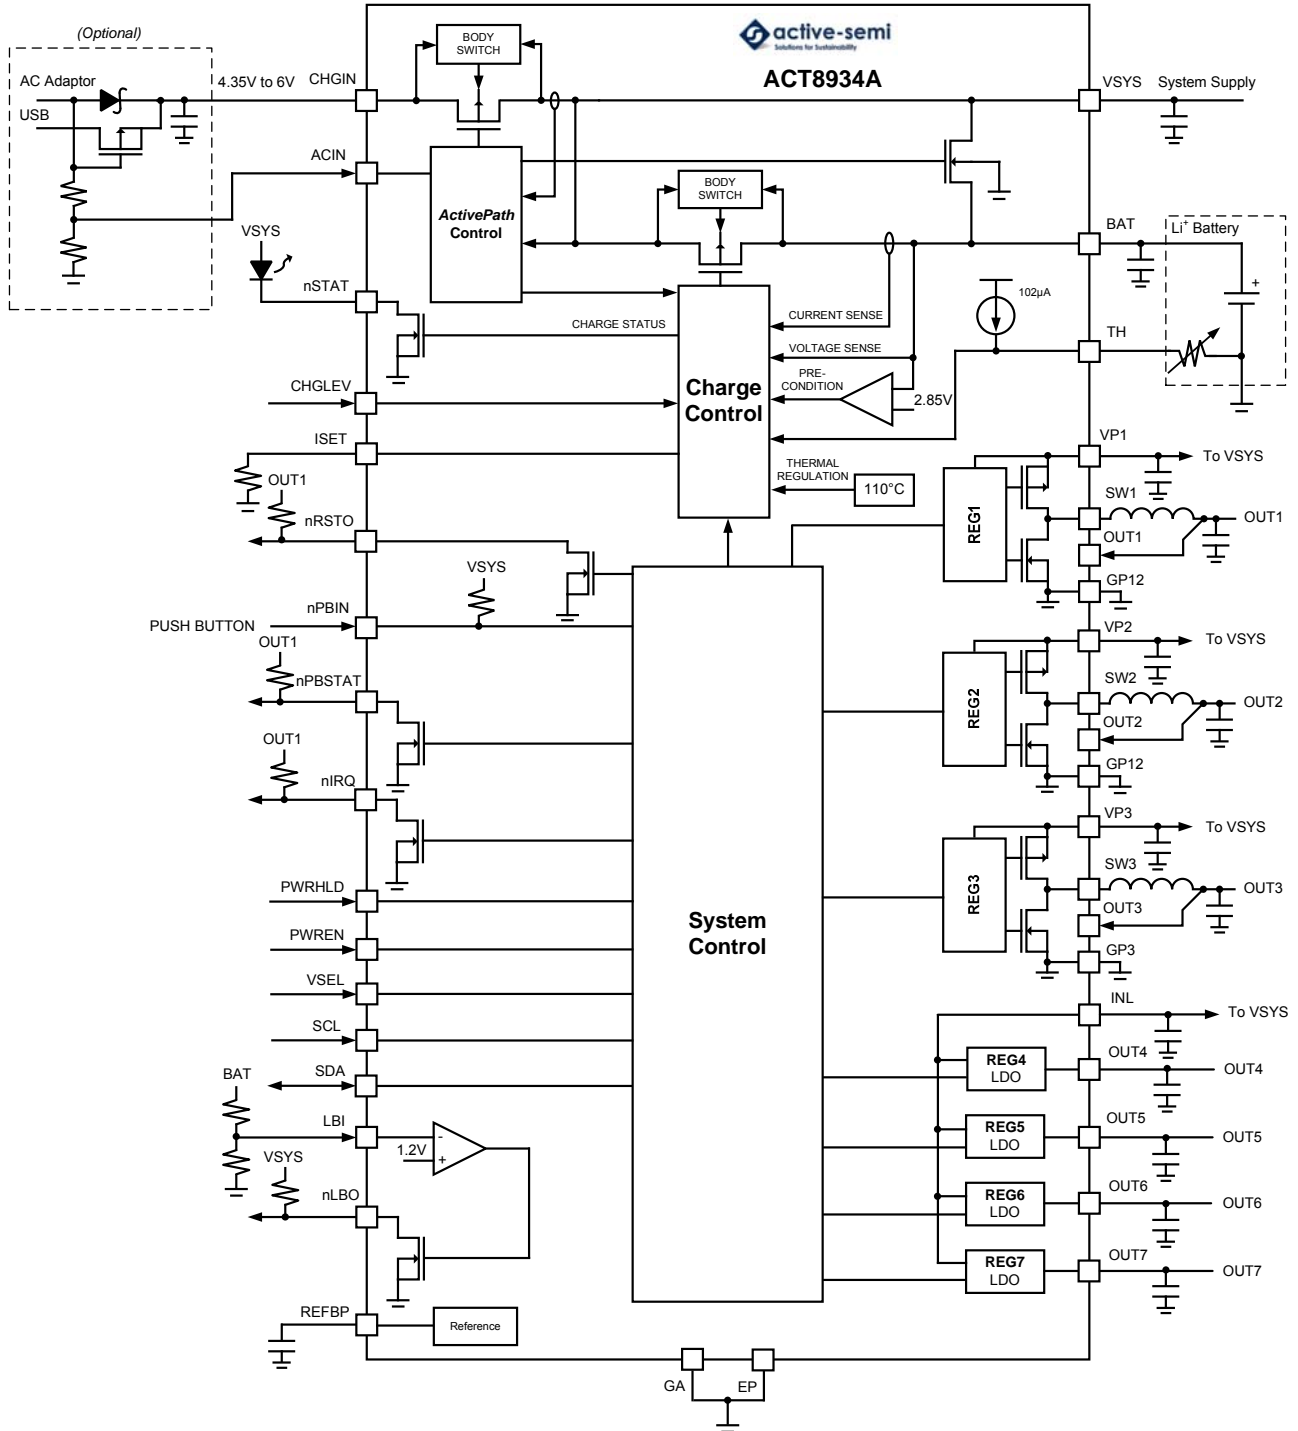 (Optional)
AC Adaptor
USB
4.35V to 6V
CHGIN
BODY
SWITCH
active-semi
Solutions for Sustainability
ACT8934A
VSYS
System Supply
ACIN
ActivePath
Control
BODY
SWITCH
VSYS
BAT
Li+ Battery
+
nSTAT
CHARGE STATUS
CURRENT SENSE
102µA
TH
VOLTAGE SENSE
PRE-
CONDITION
2.85V
Charge
Control
CHGLEV
ISET
THERMAL
REGULATION
110°C
OUT1
nRSTO
VP1
To VSYS
REG1
SW1
OUT1
OUT1
GP12
VSYS
nPBIN
PUSH BUTTON
OUT1
nPBSTAT
VP2
To VSYS
REG2
SW2
OUT2
OUT2
GP12
OUT1
nIRQ
VP3
To VSYS
REG3
SW3
OUT3
OUT3
GP3
PWRHLD
PWREN
VSEL
SCL
SDA
System
Control
INL
To VSYS
REG4
LDO
OUT4
OUT4
BAT
LBI
1.2V
-
+
REG5
LDO
OUT5
OUT5
VSYS
nLBO
REG6
LDO
OUT6
OUT6
REG7
LDO
OUT7
OUT7
REFBP
Reference
GA
EP